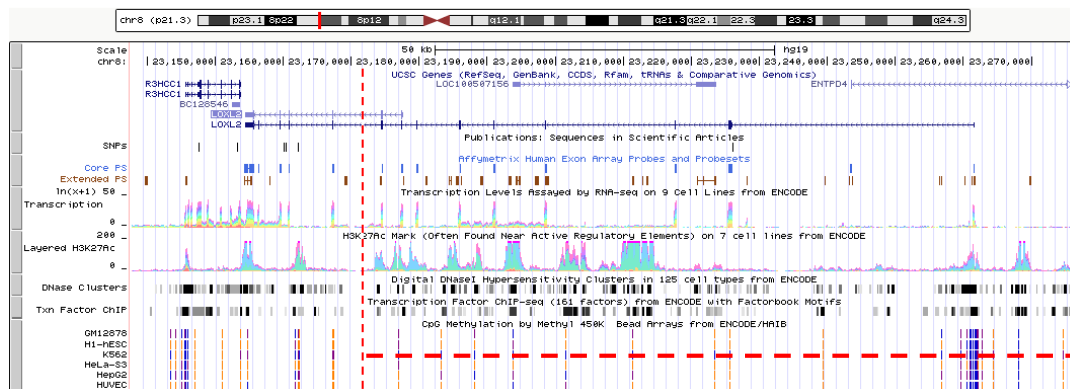 chr8 (p21.3) p23.1 8p22 8p12 q12.1 q21.3 q22.1 22.3 23.3 q24.3
Scale 50 kb hg19
chr8: 23,150,000 23,160,000 23,170,000 23,180,000 23,190,000 23,200,000 23,210,000 23,220,000 23,230,000 23,240,000 23,250,000 23,260,000 23,270,000
UCSC Genes (RefSeq, GenBank, CCDS, Rfam, tRNAs & Comparative Genomics)
R3HCC1 LOC100507156 ENTPD4
R3HCC1
BC128546
LOXL2
LOXL2
Publications: Sequences in Scientific Articles
SNPs
Affymetrix Human Exon Array Probes and Probesets
Core PS
Extended PS
Transcription Levels Assayed by RNA-seq on 9 Cell Lines from ENCODE
ln(x+1) 50 _
Transcription
0 _
H3K27Ac Mark (Often Found Near Active Regulatory Elements) on 7 cell lines from ENCODE
200 _
Layered H3K27Ac
0 _
Digital DNaseI Hypersensitivity Clusters in 125 cell types from ENCODE
DNase Clusters
Transcription Factor ChIP-seq (161 factors) from ENCODE with Factorbook Motifs
Txn Factor ChIP
CpG Methylation by Methyl 450K Bead Arrays from ENCODE/HAIB
GM12878
H1-hESC
K562
HeLa-S3
HepG2
HUVEC